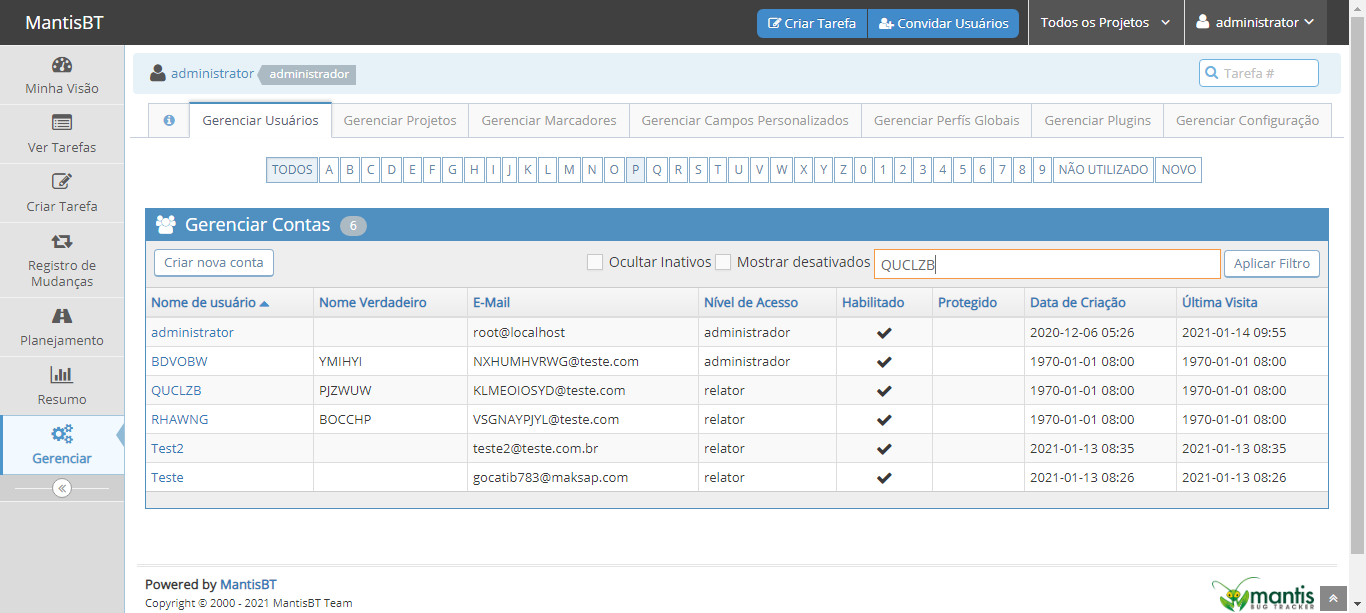 MantisBT
Criar Tarefa Convidar Usuários Todos os Projetos administrator
Minha Visão
Ver Tarefas
Criar Tarefa
Registro de
Mudanças
Planejamento
Resumo
Gerenciar
administrator administrador Tarefa #
Gerenciar Usuários Gerenciar Projetos Gerenciar Marcadores Gerenciar Campos Personalizados Gerenciar Perfís Globais Gerenciar Plugins Gerenciar Configuração
TODOS A B C D E F G H I J K L M N O P Q R S T U V W X Y Z 0 1 2 3 4 5 6 7 8 9 NÃO UTILIZADO NOVO
Gerenciar Contas 6
Criar nova conta Ocultar Inativos Mostrar desativados QUCLZB Aplicar Filtro
Nome de usuário Nome Verdadeiro E-Mail Nível de Acesso Habilitado Protegido Data de Criação Última Visita
administrator root@localhost administrador 2020-12-06 05:26 2021-01-14 09:55
BDVOBW YMIHYI NXHUMHVRWG@teste.com administrador 1970-01-01 08:00 1970-01-01 08:00
QUCLZB PJZWUW KLMEOIOSYD@teste.com relator 1970-01-01 08:00 1970-01-01 08:00
RHAWNG BOCCHP VSGNAYPJYL@teste.com relator 1970-01-01 08:00 1970-01-01 08:00
Test2 teste2@teste.com.br relator 2021-01-13 08:35 2021-01-13 08:35
Teste gocatib783@maksap.com relator 2021-01-13 08:26 2021-01-13 08:26
Powered by MantisBT
Copyright © 2000 - 2021 MantisBT Team
mantis
BUG TRACKER